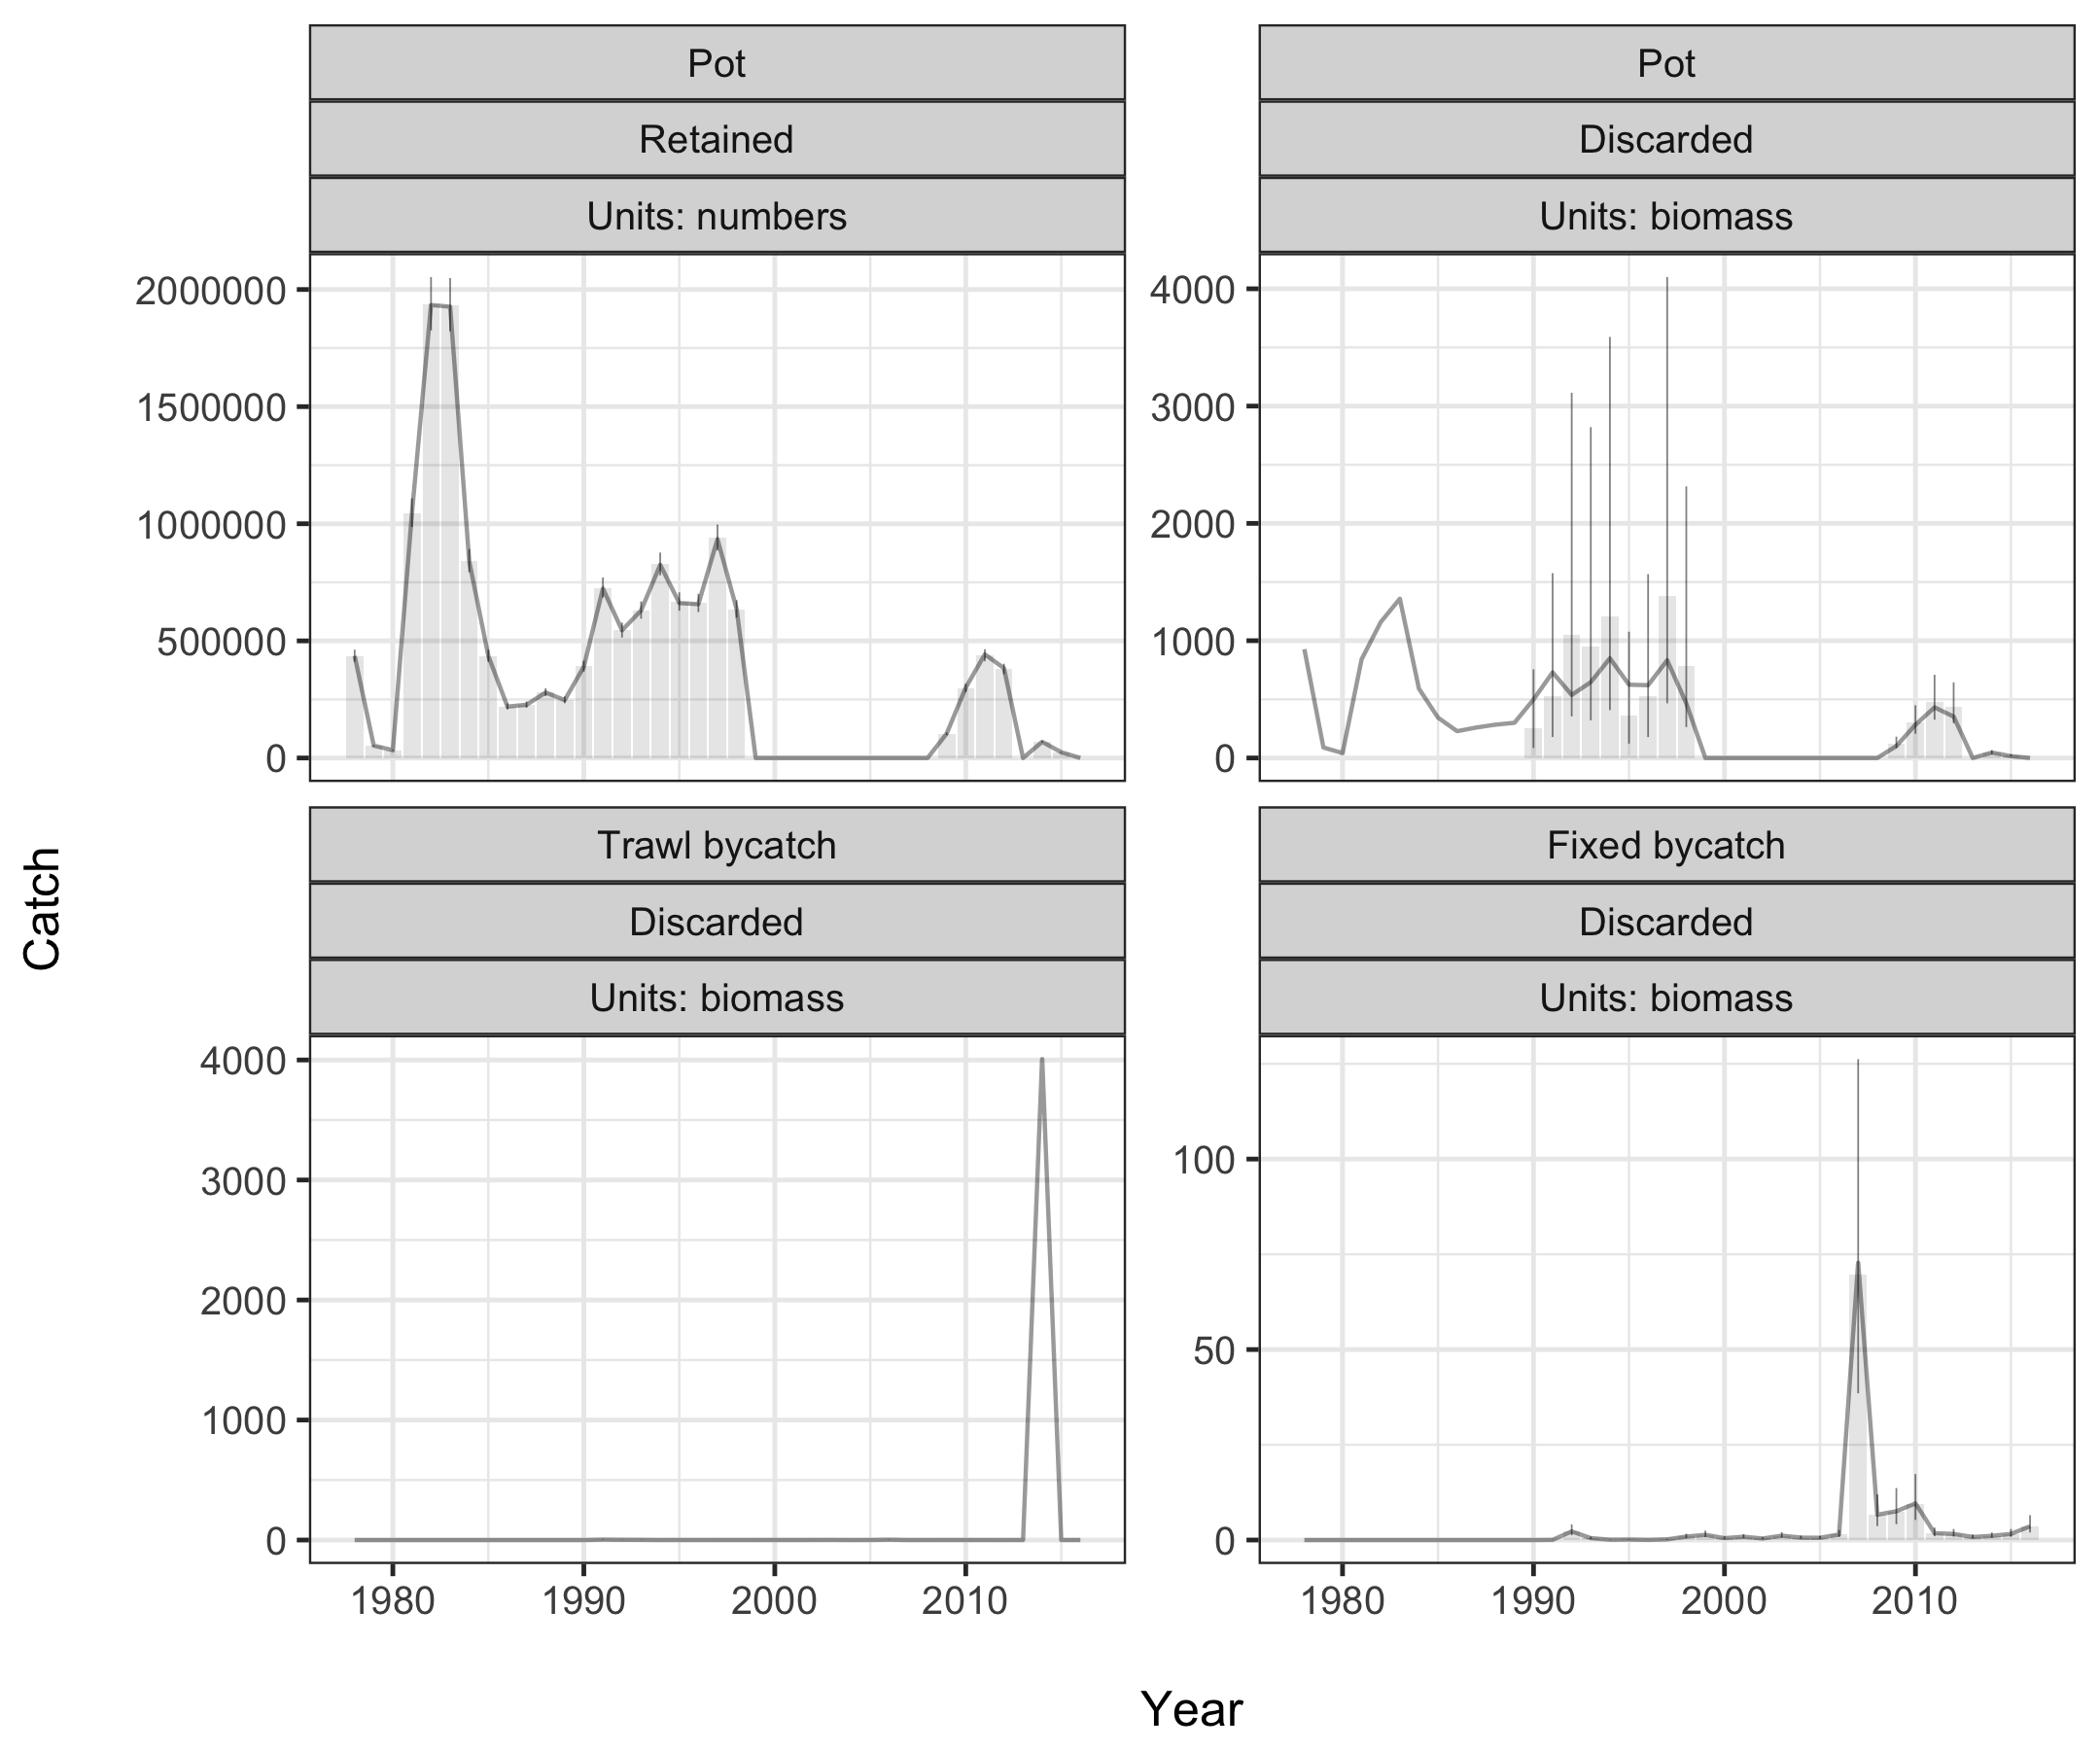 Pot
Retained
Units: numbers
2000000
1500000
1000000
500000
0
Pot
Discarded
Units: biomass
4000
3000
2000
1000
0
Catch
Trawl bycatch
Discarded
Units: biomass
4000
3000
2000
1000
0
1980 1990 2000 2010
Fixed bycatch
Discarded
Units: biomass
100
50
0
1980 1990 2000 2010
Year